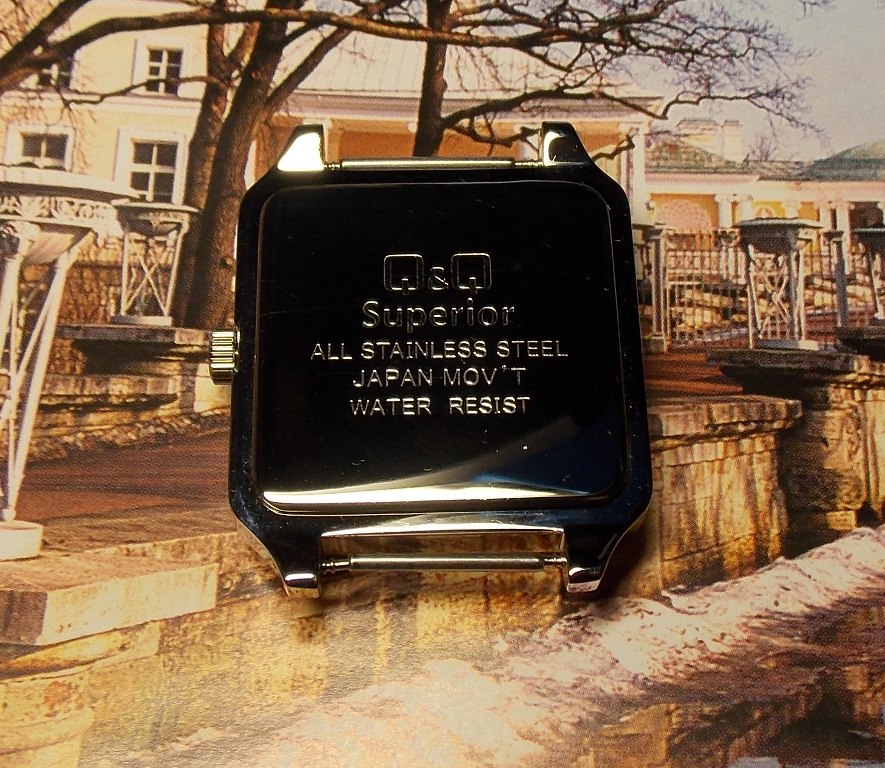 Q&Q
Superior
ALL STAINLESS STEEL
JAPAN MOV'T
WATER RESIST